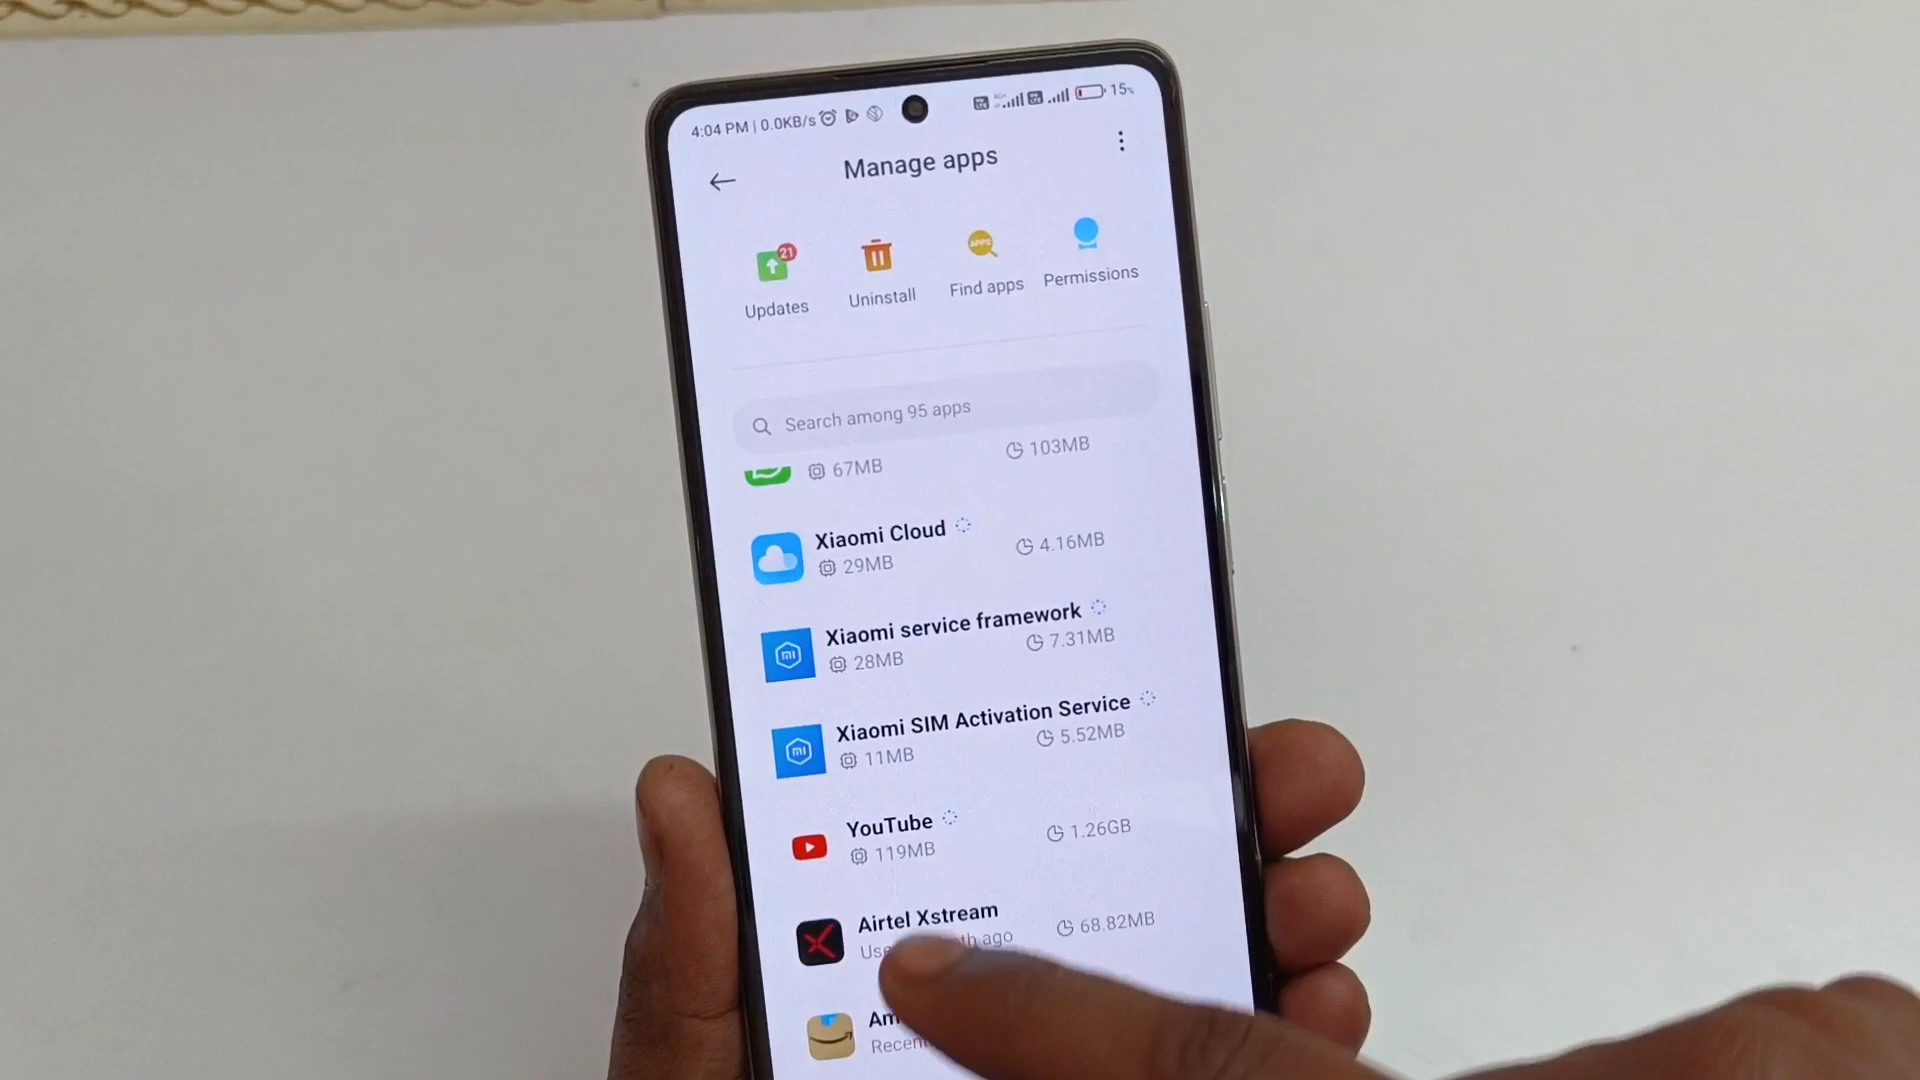 4:04 PM | 0.0KB/s
15%
Manage apps
21
APPS
Updates
Uninstall
Find apps
Permissions
Search among 95 apps
67MB
103MB
Xiaomi Cloud
29MB
4.16MB
Xiaomi service framework
28MB
7.31MB
Xiaomi SIM Activation Service
11MB
5.52MB
YouTube
119MB
1.26GB
Airtel Xstream
ago
68.82MB